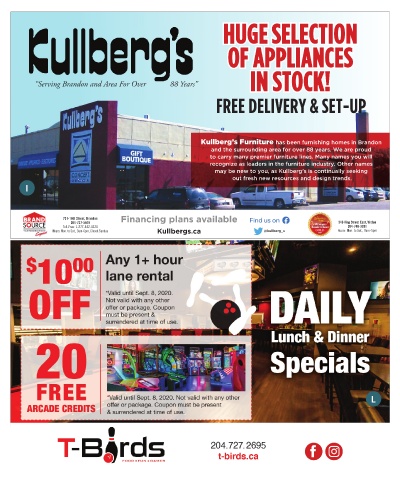 Kullberg's
"Serving Brandon and Area For Over 88 Years"
HUGE SELECTION
OF APPLIANCES
IN STOCK!
FREE DELIVERY & SET-UP
Kullberg's
GIFT
BOUTIQUE
Kullberg's Furniture has been furnishing homes in Brandon
and the surrounding area for over 88 years. We are proud
to carry many premier furniture lines. Many names you will
recognize as leaders in the furniture industry. Other names
may be new to you, as Kullberg's is continually seeking
out fresh new resources and design trends.
I
BRAND
SOURCE
Financing plans available
Kullbergs.ca
Find us on
$10.00
OFF
Any 1+ hour
lane rental
*Valid until Sept. 8, 2020.
Not valid with any other
offer or package. Coupon
must be present &
surrendered at time of use.
20
FREE
ARCADE CREDITS
*Valid until Sept. 8, 2020. Not valid with any other
offer or package. Coupon must be present
& surrendered at time of use.
DAILY
Lunch & Dinner
Specials
L
T-Birds
204.727.2695
t-birds.ca